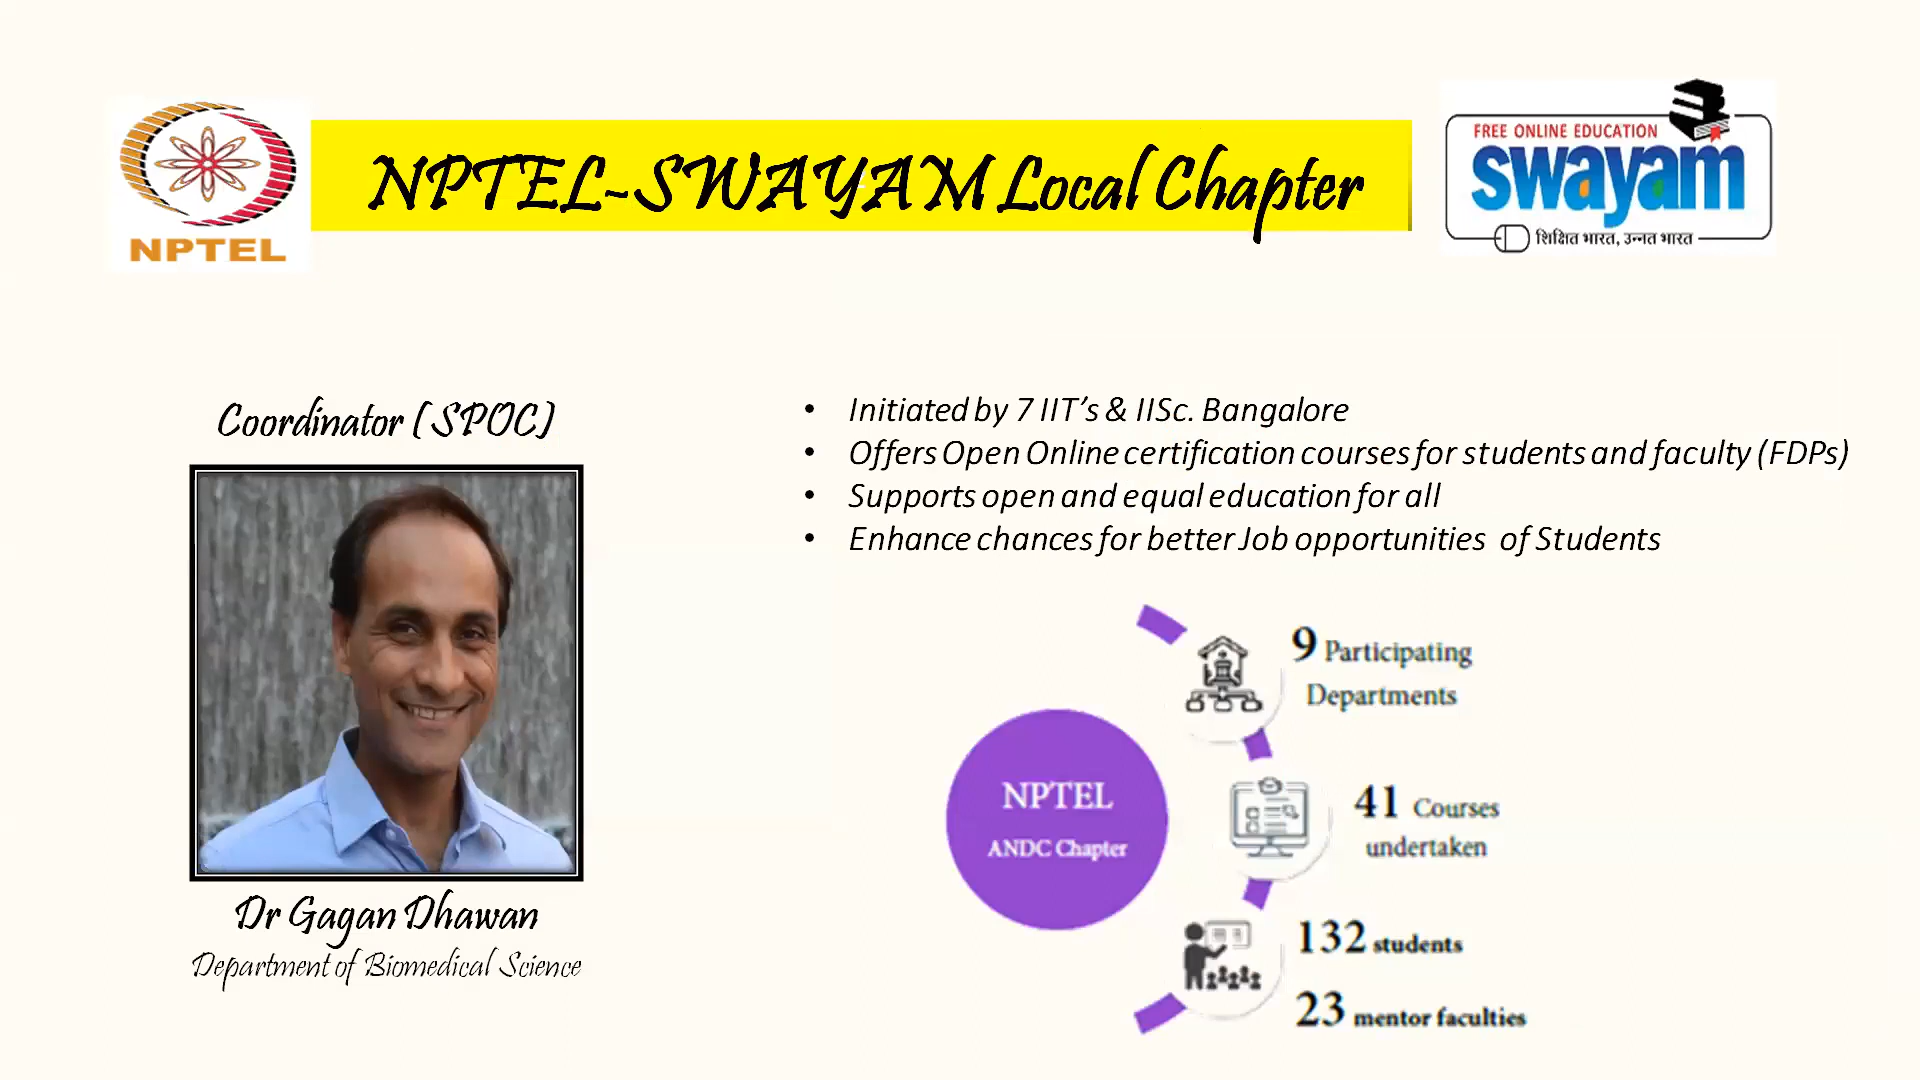 NPTEL
NPTEL-SWAYAM Local Chapter
FREE ONLINE EDUCATION
swayam
शिक्षित भारत, उन्नत भारत
Coordinator (SPOC)
Dr Gagan Dhawan
Department of Biomedical Science
• Initiated by 7 IIT’s & IISc. Bangalore
• Offers Open Online certification courses for students and faculty (FDPs)
• Supports open and equal education for all
• Enhance chances for better Job opportunities of Students
NPTEL
ANDC Chapter
9 Participating
Departments
41 Courses
undertaken
132 students
23 mentor faculties